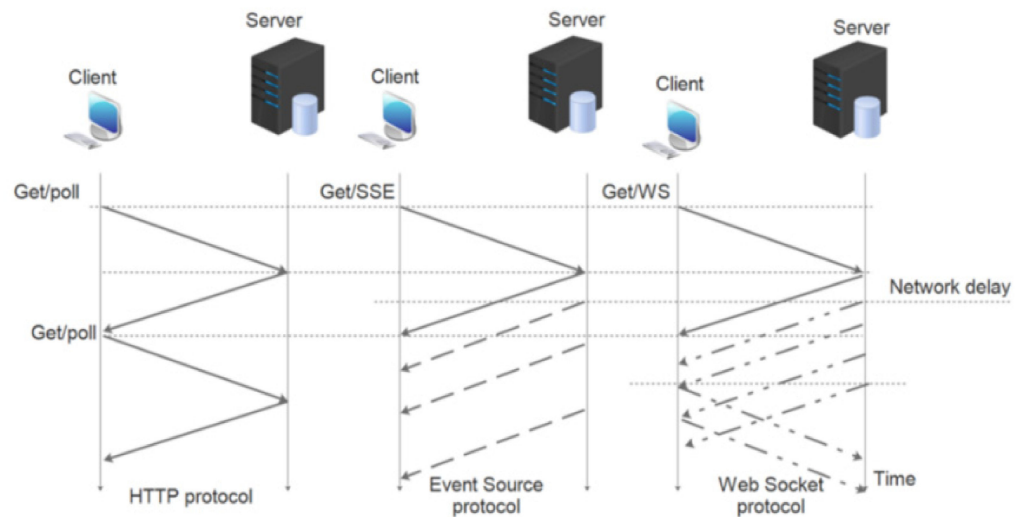 Server
Server
Server
Client
Client
Client
Get/poll
Get/SSE
Get/WS
Network delay
Get/poll
Time
HTTP protocol
Event Source
protocol
Web Socket
protocol